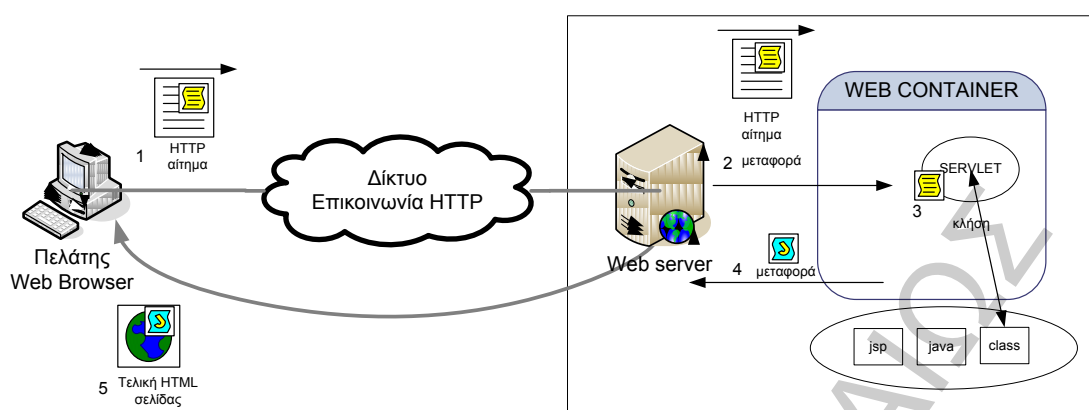 1
HTTP
αίτημα
Πελάτης
Web Browser
Δίκτυο
Επικοινωνία HTTP
5
Τελική HTML
σελίδας
Web server
HTTP
αίτημα
2 μεταφορά
4 μεταφορά
WEB CONTAINER
SERVLET
3
κλήση
jsp
java
class